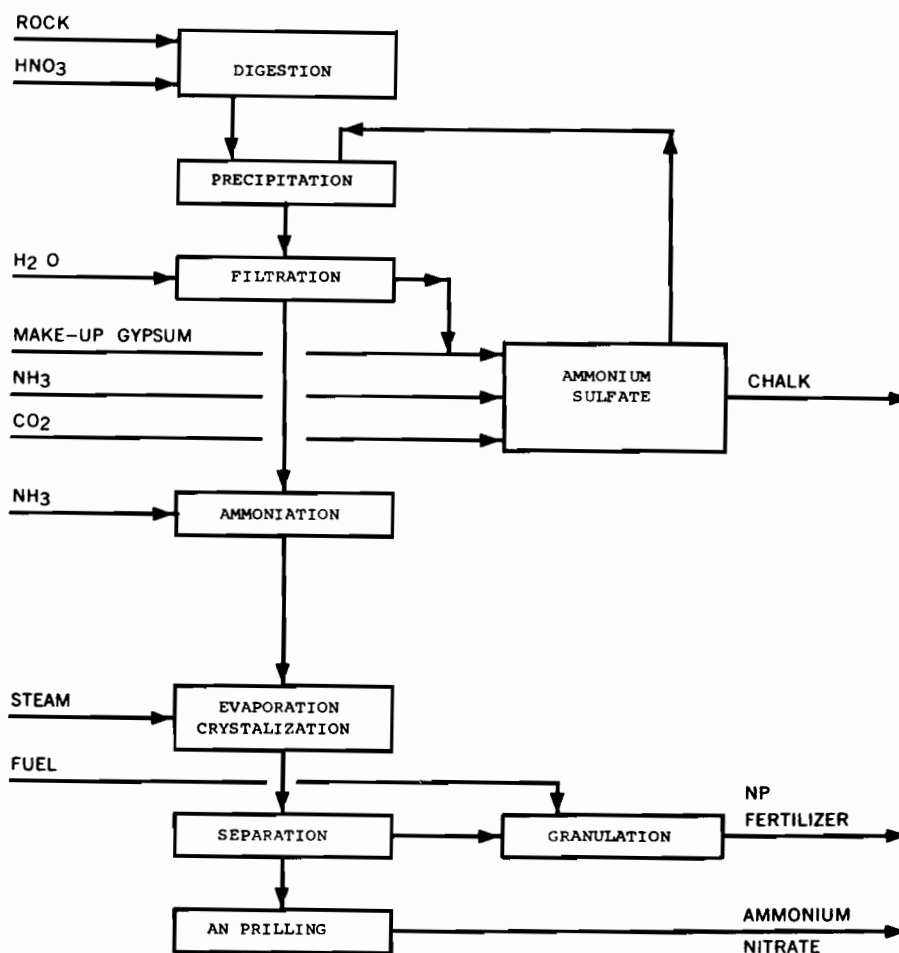 ROCK
HNO3
DIGESTION
PRECIPITATION
H2 O
FILTRATION
MAKE-UP GYPSUM
NH3
CO2
AMMONIUM
SULFATE
CHALK
NH3
AMMONIATION
STEAM
EVAPORATION
CRYSTALIZATION
FUEL
SEPARATION
GRANULATION
NP
FERTILIZER
AN PRILLING
AMMONIUM
NITRATE